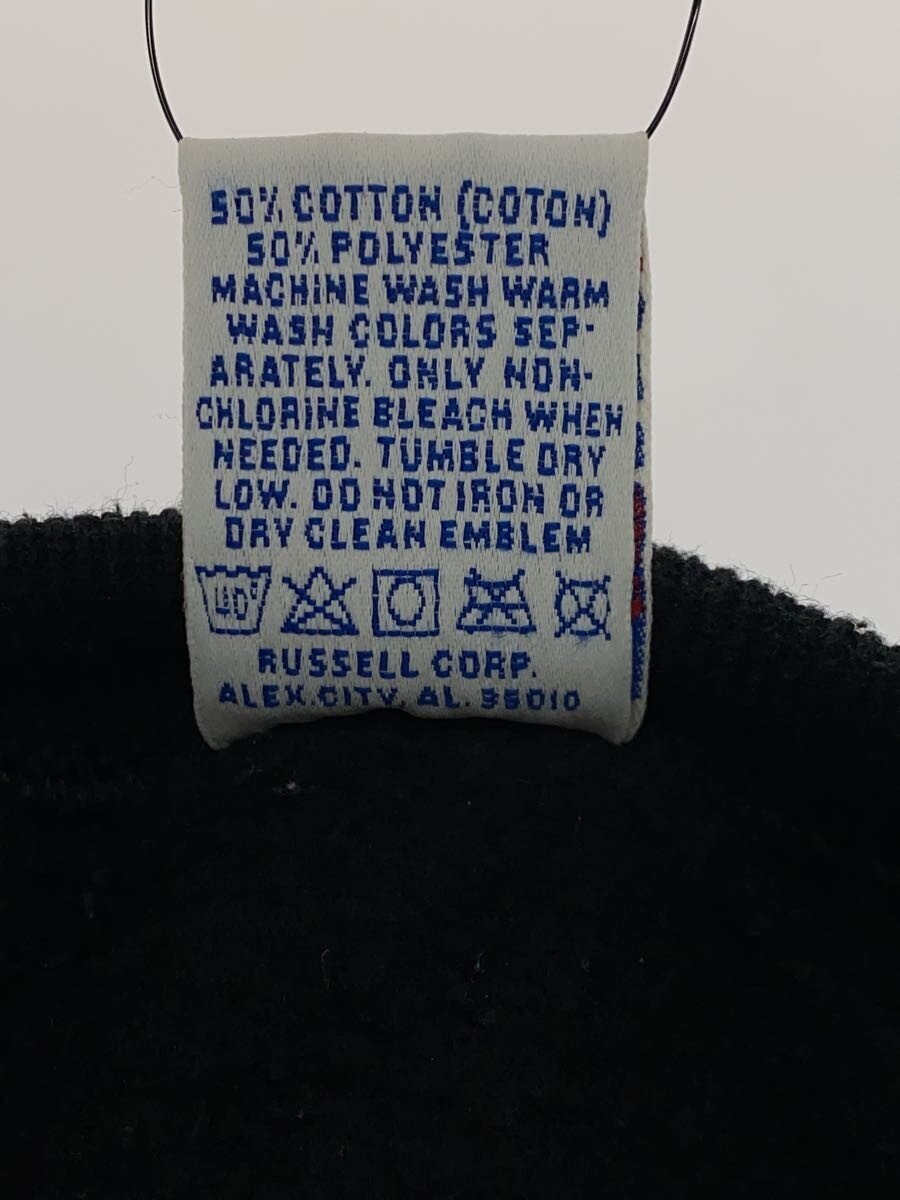 50% COTTON (COTON)
50% POLYESTER
MACHINE WASH WARM
WASH COLORS SEP-
ARATELY. ONLY NON-
CHLORINE BLEACH WHEN
NEEDED. TUMBLE DRY
LOW. DO NOT IRON OR
DRY CLEAN EMBLEM
40°
RUSSELL CORP.
ALEX.CITY, AL. 35010